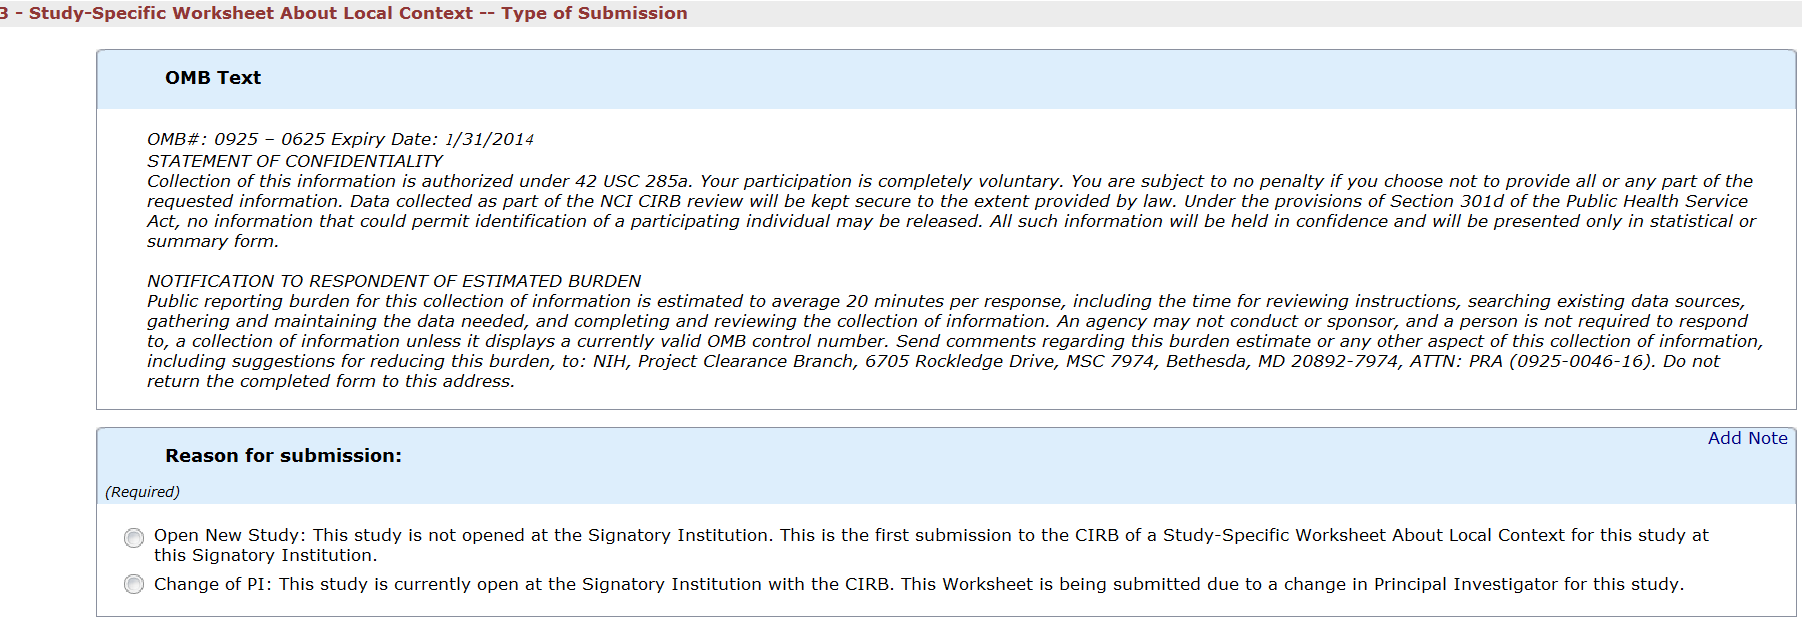 3 - Study-Specific Worksheet About Local Context -- Type of Submission
OMB Text
OMB#: 0925 – 0625 Expiry Date: 1/31/2014
STATEMENT OF CONFIDENTIALITY
Collection of this information is authorized under 42 USC 285a. Your participation is completely voluntary. You are subject to no penalty if you choose not to provide all or any part of the
requested information. Data collected as part of the NCI CIRB review will be kept secure to the extent provided by law. Under the provisions of Section 301d of the Public Health Service
Act, no information that could permit identification of a participating individual may be released. All such information will be held in confidence and will be presented only in statistical or
summary form.
NOTIFICATION TO RESPONDENT OF ESTIMATED BURDEN
Public reporting burden for this collection of information is estimated to average 20 minutes per response, including the time for reviewing instructions, searching existing data sources,
gathering and maintaining the data needed, and completing and reviewing the collection of information. An agency may not conduct or sponsor, and a person is not required to respond
to, a collection of information unless it displays a currently valid OMB control number. Send comments regarding this burden estimate or any other aspect of this collection of information,
including suggestions for reducing this burden, to: NIH, Project Clearance Branch, 6705 Rockledge Drive, MSC 7974, Bethesda, MD 20892-7974, ATTN: PRA (0925-0046-16). Do not
return the completed form to this address.
Add Note
Reason for submission:
(Required)
Open New Study: This study is not opened at the Signatory Institution. This is the first submission to the CIRB of a Study-Specific Worksheet About Local Context for this study at
this Signatory Institution.
Change of PI: This study is currently open at the Signatory Institution with the CIRB. This Worksheet is being submitted due to a change in Principal Investigator for this study.